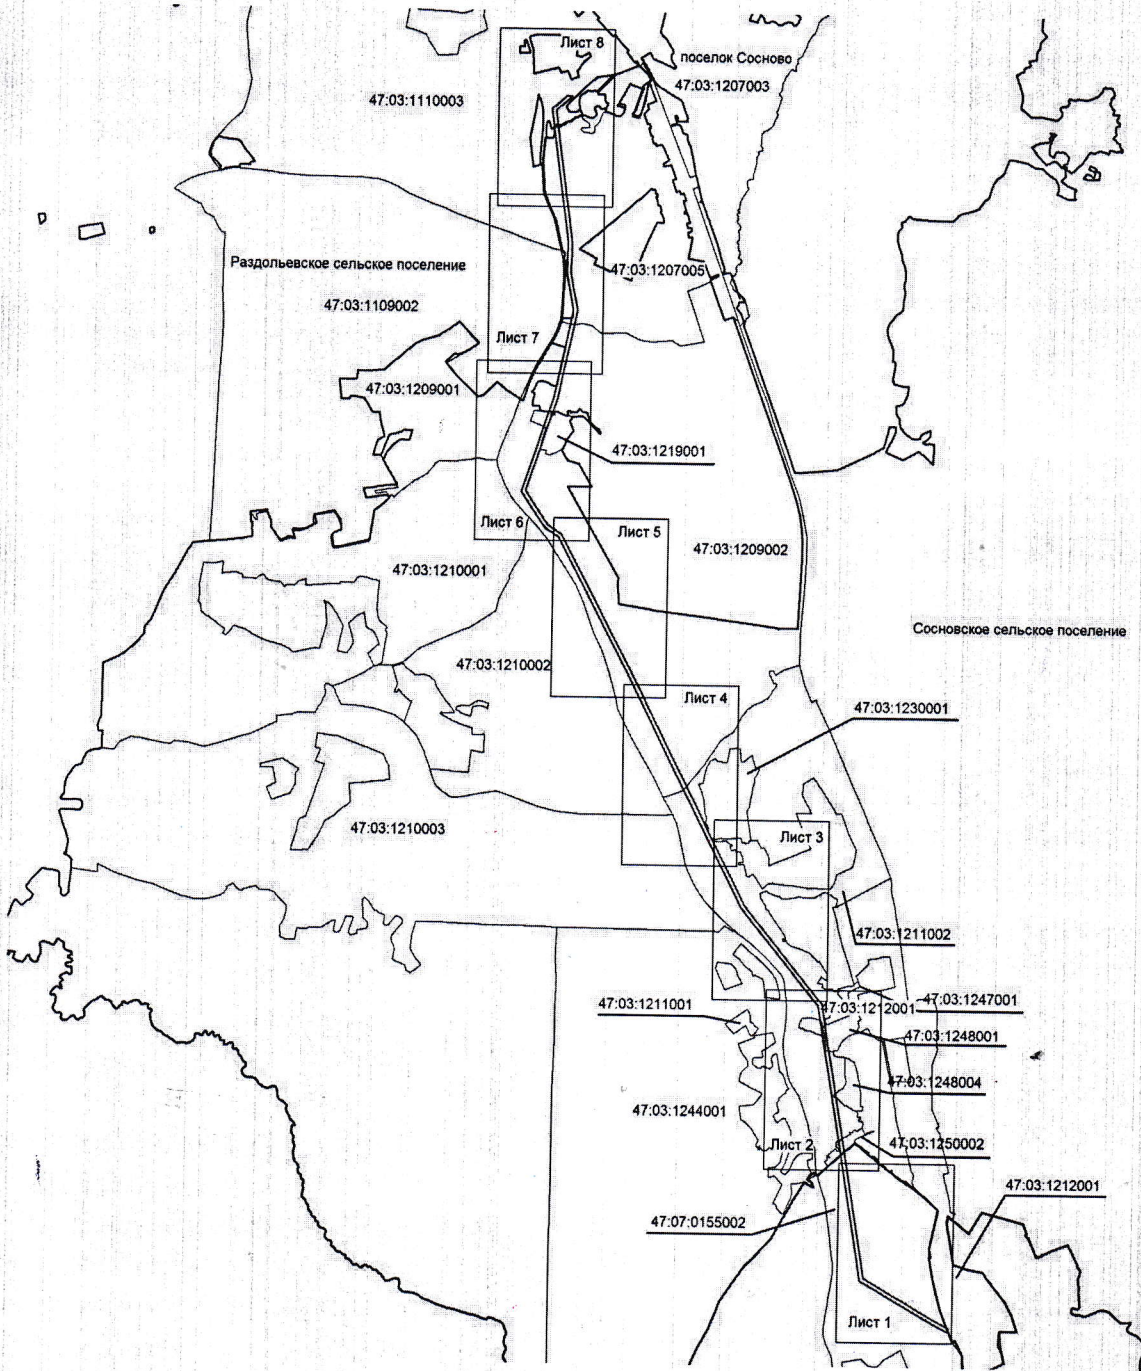 Лист 8
поселок Сосново
47:03:1207003
47:03:1110003
Раздольевское сельское поселение
47:03:1207005
47:03:1109002
Лист 7
47:03:1209001
47:03:1219001
Лист 6
Лист 5
47:03:1209002
47:03:1210001
Сосновское сельское поселение
47:03:1210002
Лист 4
47:03:1230001
47:03:1210003
Лист 3
47:03:1211002
47:03:1211001
47:03:1212001
47:03:1247001
47:03:1248001
47:03:1248004
47:03:1244001
Лист 2
47:03:1250002
47:03:1212001
47:07:0155002
Лист 1